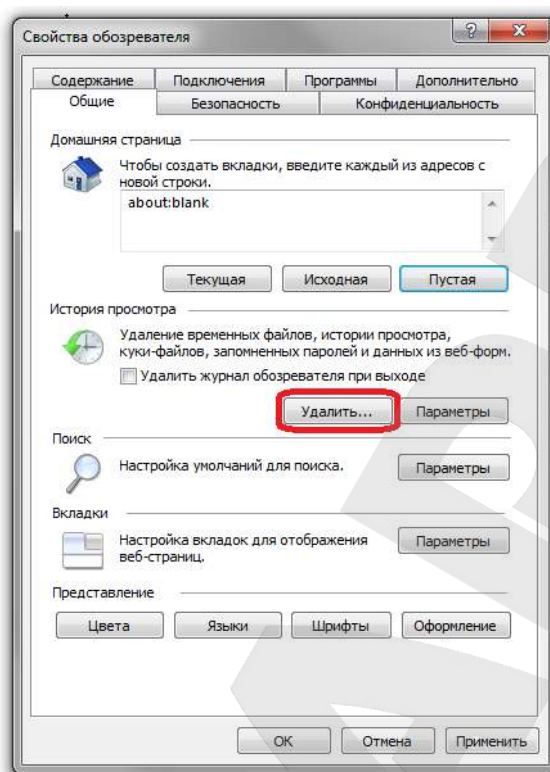 Свойства обозревателя
Содержание Подключения Программы Дополнительно
Общие Безопасность Конфиденциальность
Домашняя страница
Чтобы создать вкладки, введите каждый из адресов с
новой строки.
about:blank
Текущая Исходная Пустая
История просмотра
Удаление временных файлов, истории просмотра,
куки-файлов, запомненных паролей и данных из веб-форм.
Удалить журнал обозревателя при выходе
Удалить... Параметры
Поиск
Настройка умолчаний для поиска. Параметры
Вкладки
Настройка вкладок для отображения
веб-страниц.
Параметры
Представление
Цвета Языки Шрифты Оформление
ОК Отмена Применить